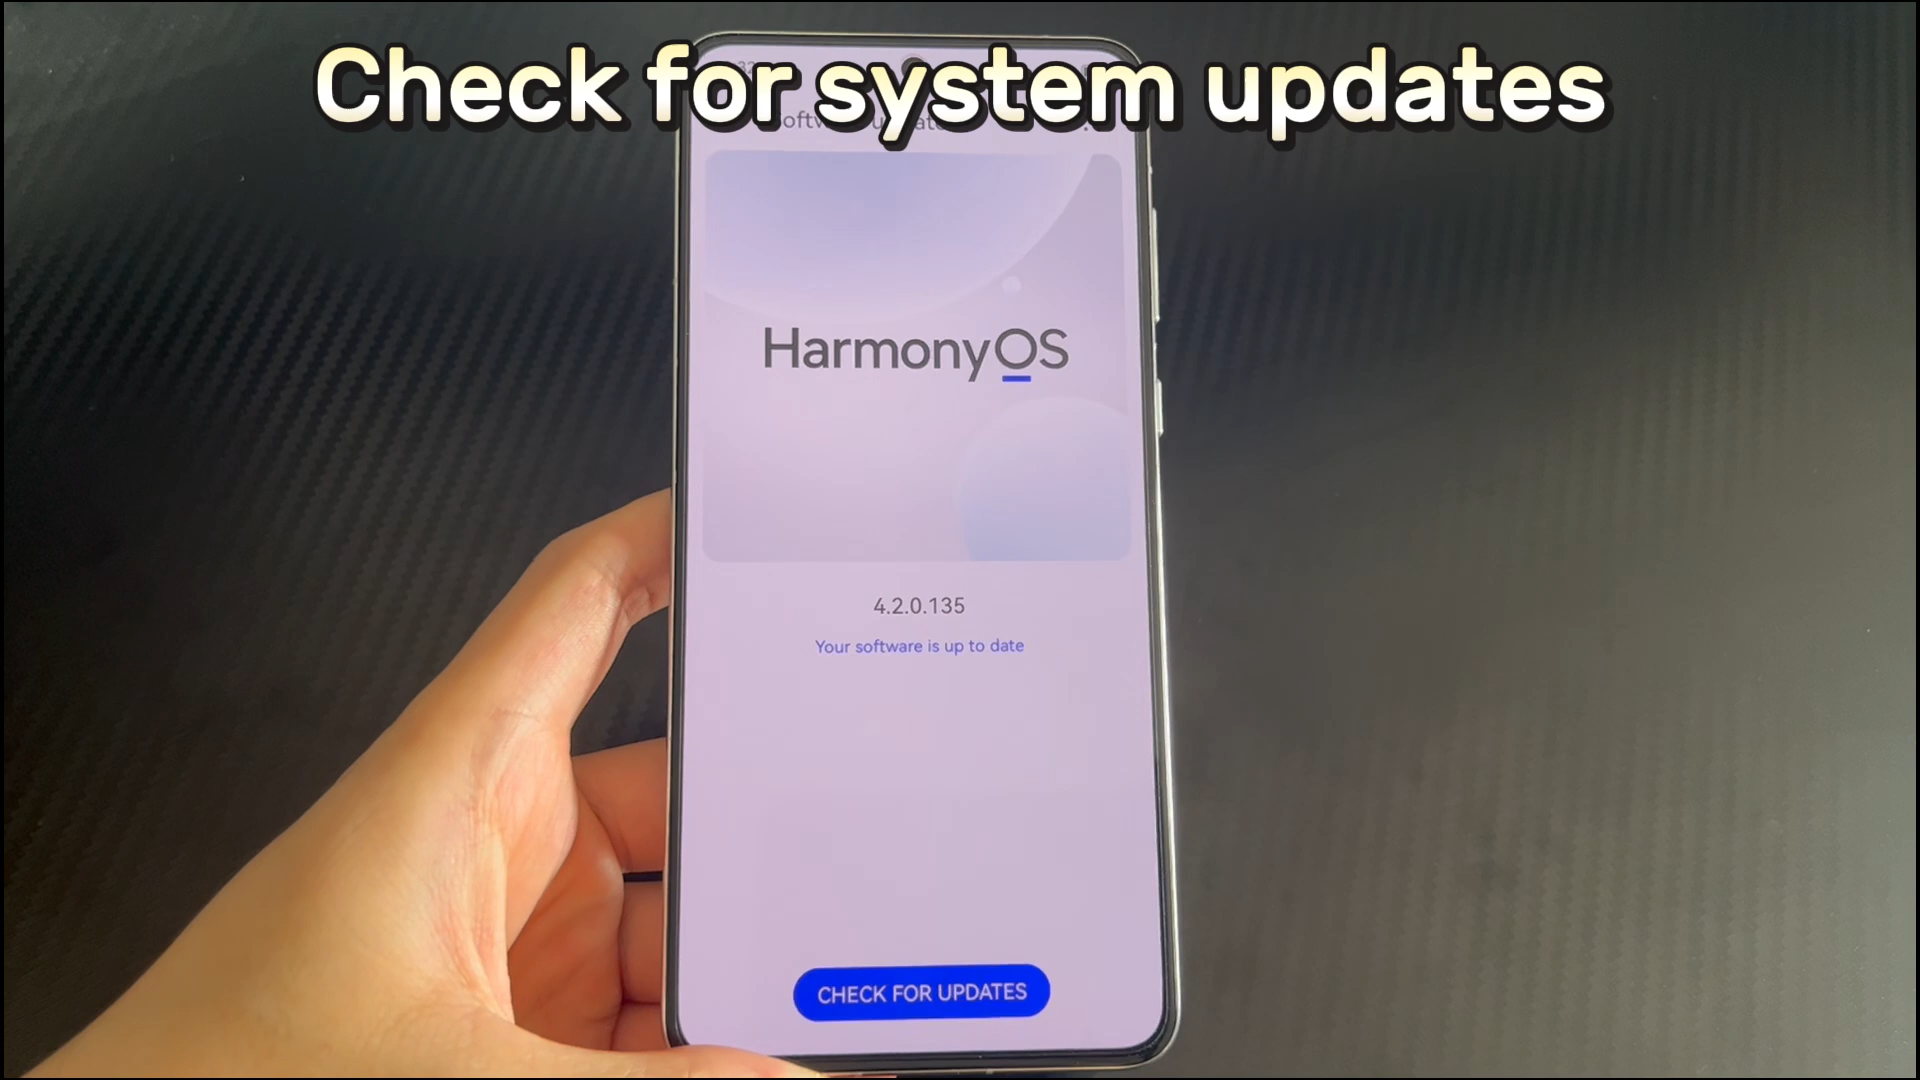 Check for system updates
HarmonyOS
4.2.0.135
Your software is up to date
CHECK FOR UPDATES